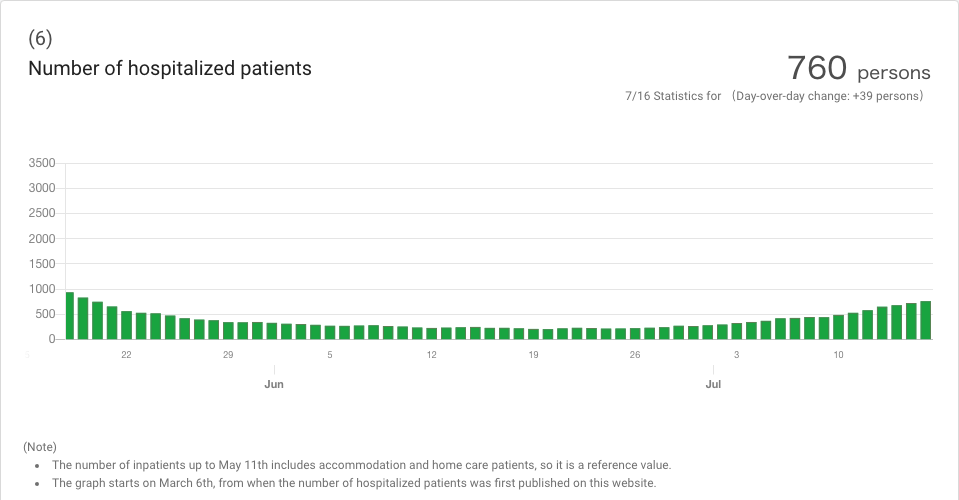 (6)
Number of hospitalized patients
760 persons
7/16 Statistics for （Day-over-day change: +39 persons）
3500
3000
2500
2000
1500
1000
500
0
22 29 5 12 19 26 3 10
Jun Jul
(Note)
• The number of inpatients up to May 11th includes accommodation and home care patients, so it is a reference value.
• The graph starts on March 6th, from when the number of hospitalized patients was first published on this website.